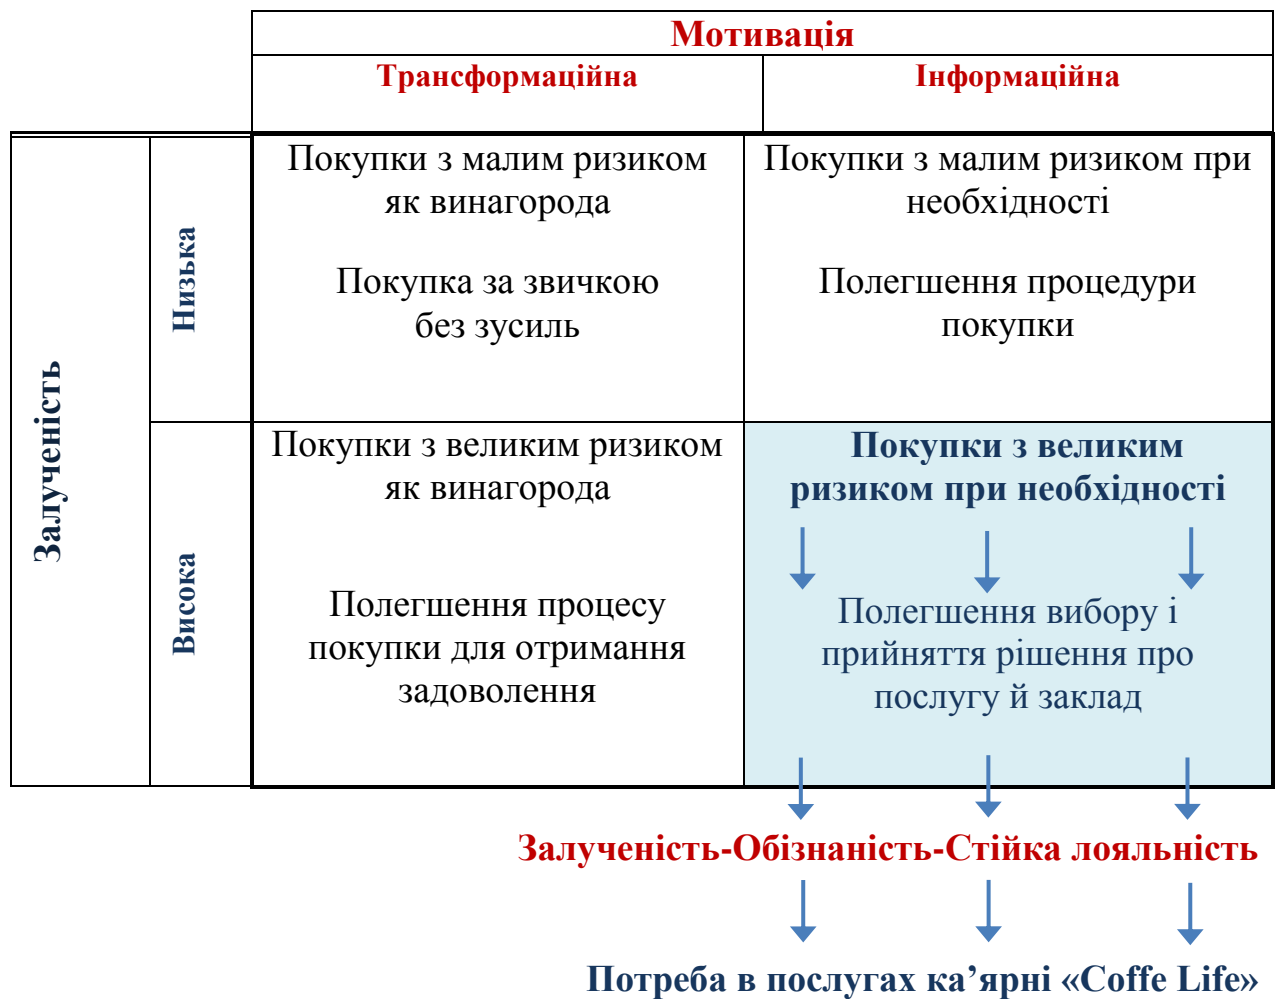 Мотивація
Трансформаційна
Інформаційна
Залученість
Низька
Покупки з малим ризиком
як винагорода
Покупка за звичкою
без зусиль
Покупки з малим ризиком при
необхідності
Полегшення процедури
покупки
Висока
Покупки з великим ризиком
як винагорода
Полегшення процесу
покупки для отримання
задоволення
Покупки з великим
ризиком при необхідності
Полегшення вибору і
прийняття рішення про
послугу й заклад
Залученість-Обізнаність-Стійка лояльність
Потреба в послугах ка’ярні «Coffe Life»